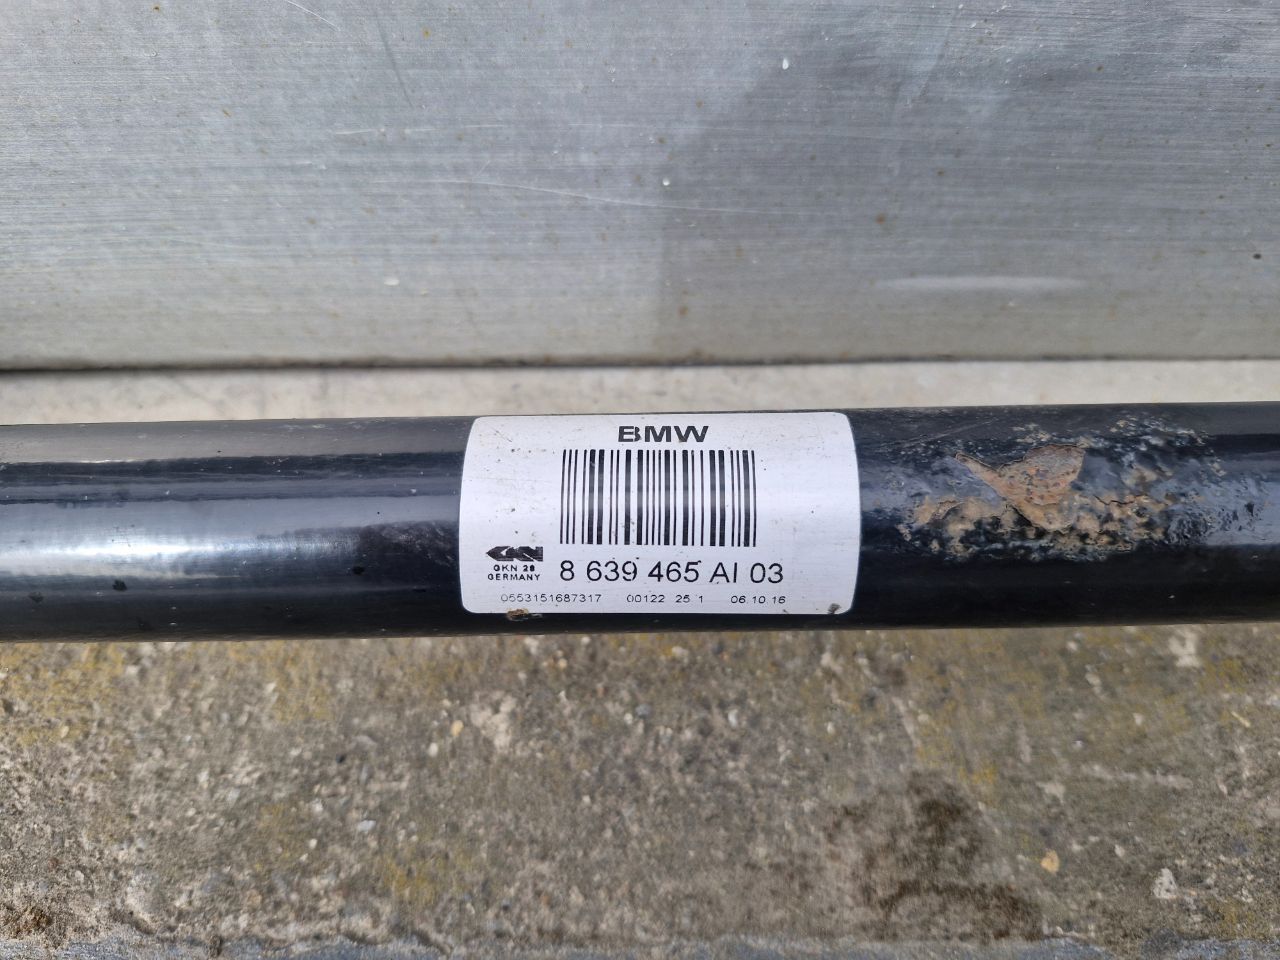 BMW
GKN
GKN 28
GERMANY
8 639 465 AI 03
0553151687317 00122 25 1 06.10.16